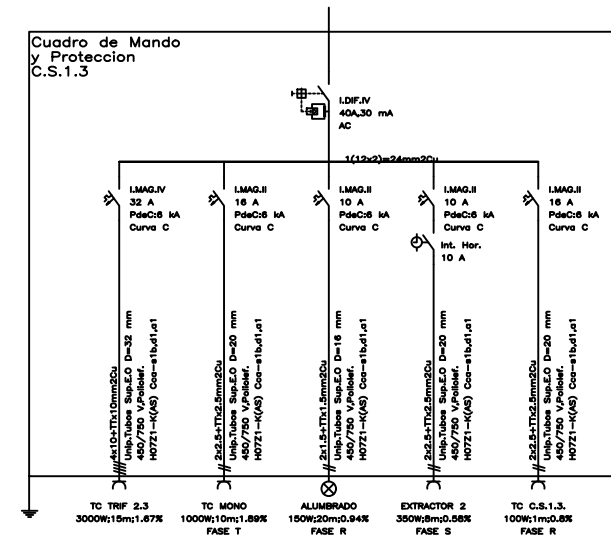 Cuadro de Mando
y Proteccion
C.S.1.3
I.DIF.IV
40A,30 mA
AC
1(12x2)=24mm2Cu
I.MAG.IV
32 A
PdeC:6 kA
Curva C
I.MAG.II
16 A
PdeC:6 kA
Curva C
I.MAG.II
10 A
PdeC:6 kA
Curva C
I.MAG.II
10 A
PdeC:6 kA
Curva C
Int. Hor.
10 A
I.MAG.II
16 A
PdeC:6 kA
Curva C
4x10+TTx10mm2Cu
Unip.Tubos Sup.E.O D=32 mm
450/750 V,Poliolef.
H07Z1-K(AS) Cca-s1b,d1,a1
2x2.5+TTx2.5mm2Cu
Unip.Tubos Sup.E.O D=20 mm
450/750 V,Poliolef.
H07Z1-K(AS) Cca-s1b,d1,a1
2x1.5+TTx1.5mm2Cu
Unip.Tubos Sup.E.O D=16 mm
450/750 V,Poliolef.
H07Z1-K(AS) Cca-s1b,d1,a1
2x2.5+TTx2.5mm2Cu
Unip.Tubos Sup.E.O D=20 mm
450/750 V,Poliolef.
H07Z1-K(AS) Cca-s1b,d1,a1
2x2.5+TTx2.5mm2Cu
Unip.Tubos Sup.E.O D=20 mm
450/750 V,Poliolef.
H07Z1-K(AS) Cca-s1b,d1,a1
TC TRIF 2.3
3000W;15m;1.67%
TC MONO
1000W;10m;1.89%
FASE T
ALUMBRADO
150W;20m;0.94%
FASE R
EXTRACTOR 2
350W;8m;0.58%
FASE S
TC C.S.1.3.
100W;1m;0.8%
FASE R